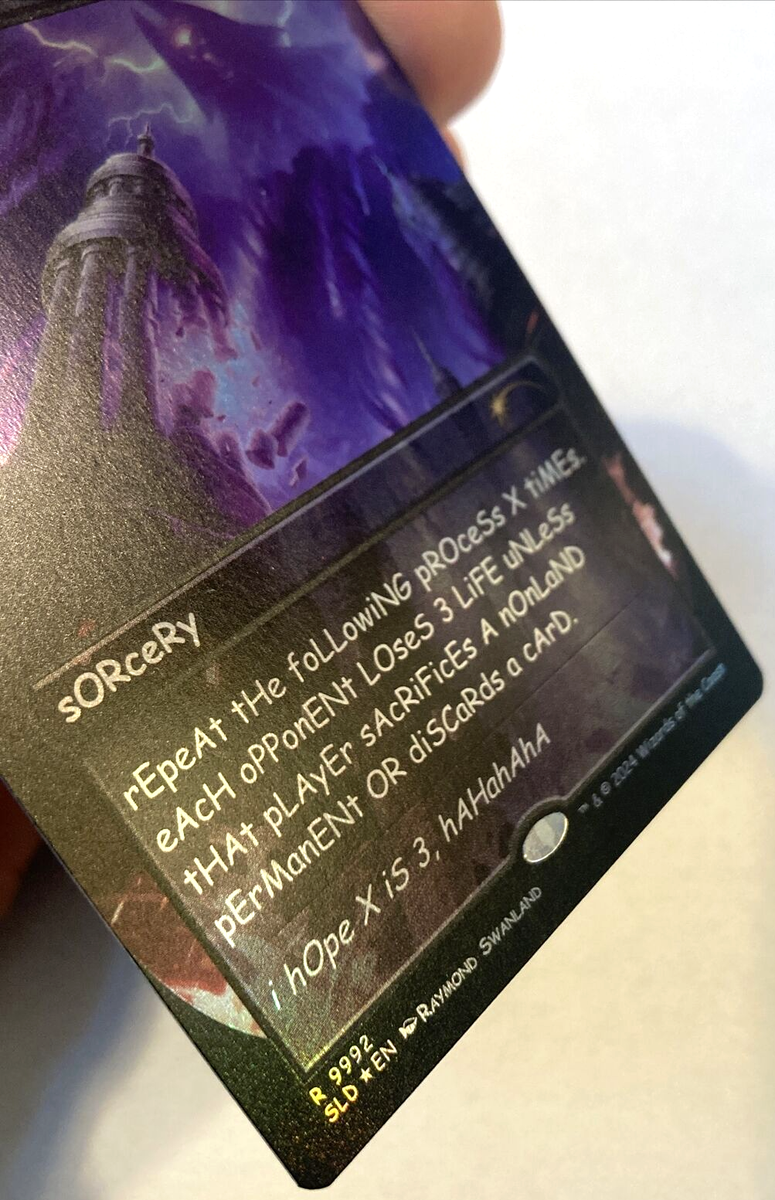 sORceRy
rEpeAt tHe foLLowiNG pROceSs X tiMEs.
eAcH oPPonENt LOseS 3 LiFE uNLeSs
tHAt pLAyEr sAcRiFicEs A nOnLaND
pErManENt OR diSCaRds a cArD.
i hOpe X iS 3, hAHahAhA
R 9992
SLD ★ EN RAYMOND SWANLAND
™ & © 2024 Wizards of the Coast